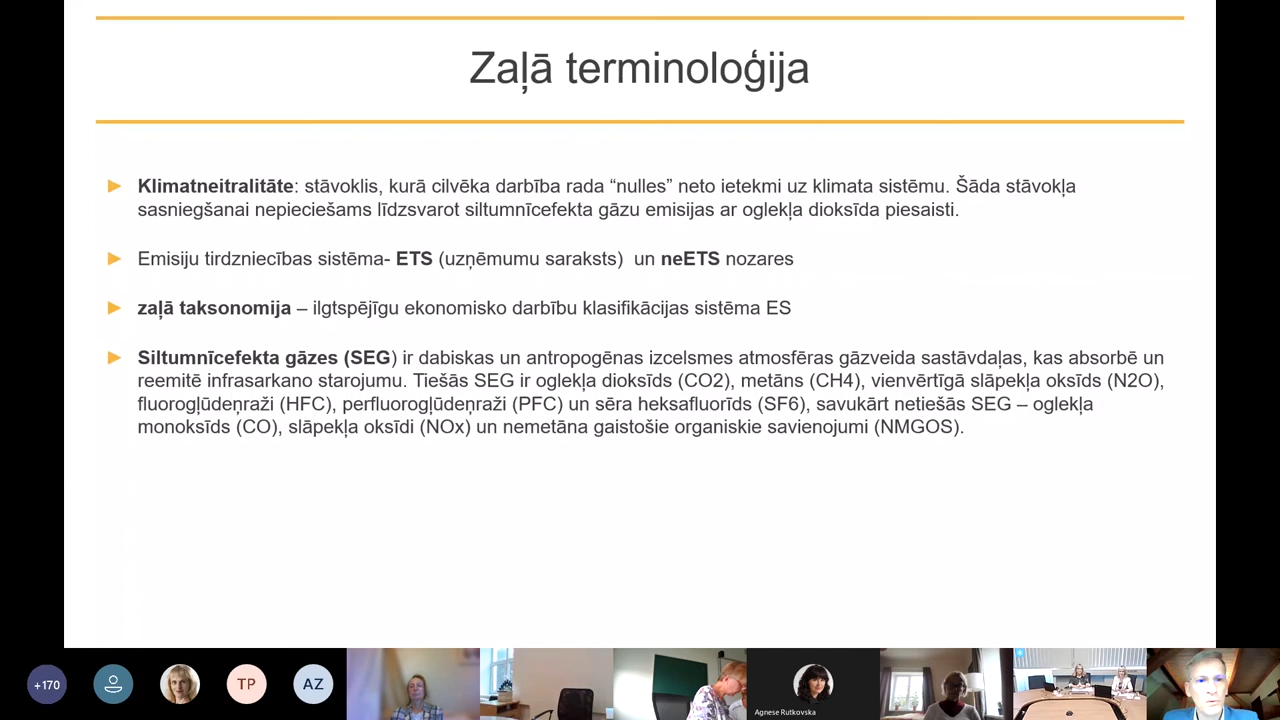 Zaļā terminoloģija
Klimatneitralitāte: stāvoklis, kurā cilvēka darbība rada “nulles” neto ietekmi uz klimata sistēmu. Šāda stāvokļa
sasniegšanai nepieciešams līdzsvarot siltumnīcefekta gāzu emisijas ar oglekļa dioksīda piesaisti.
Emisiju tirdzniecības sistēma- ETS (uzņēmumu saraksts)  un neETS nozares
zaļā taksonomija – ilgtspējīgu ekonomisko darbību klasifikācijas sistēma ES
Siltumnīcefekta gāzes (SEG) ir dabiskas un antropogēnas izcelsmes atmosfēras gāzveida sastāvdaļas, kas absorbē un
reemitē infrasarkano starojumu. Tiešās SEG ir oglekļa dioksīds (CO2), metāns (CH4), vienvērtīgā slāpekļa oksīds (N2O),
fluorogļūdeņraži (HFC), perfluorogļūdeņraži (PFC) un sēra heksafluorīds (SF6), savukārt netiešās SEG – oglekļa
monoksīds (CO), slāpekļa oksīdi (NOx) un nemetāna gaistošie organiskie savienojumi (NMGOS).
+170
TP
AZ
Agnese Rutkovska